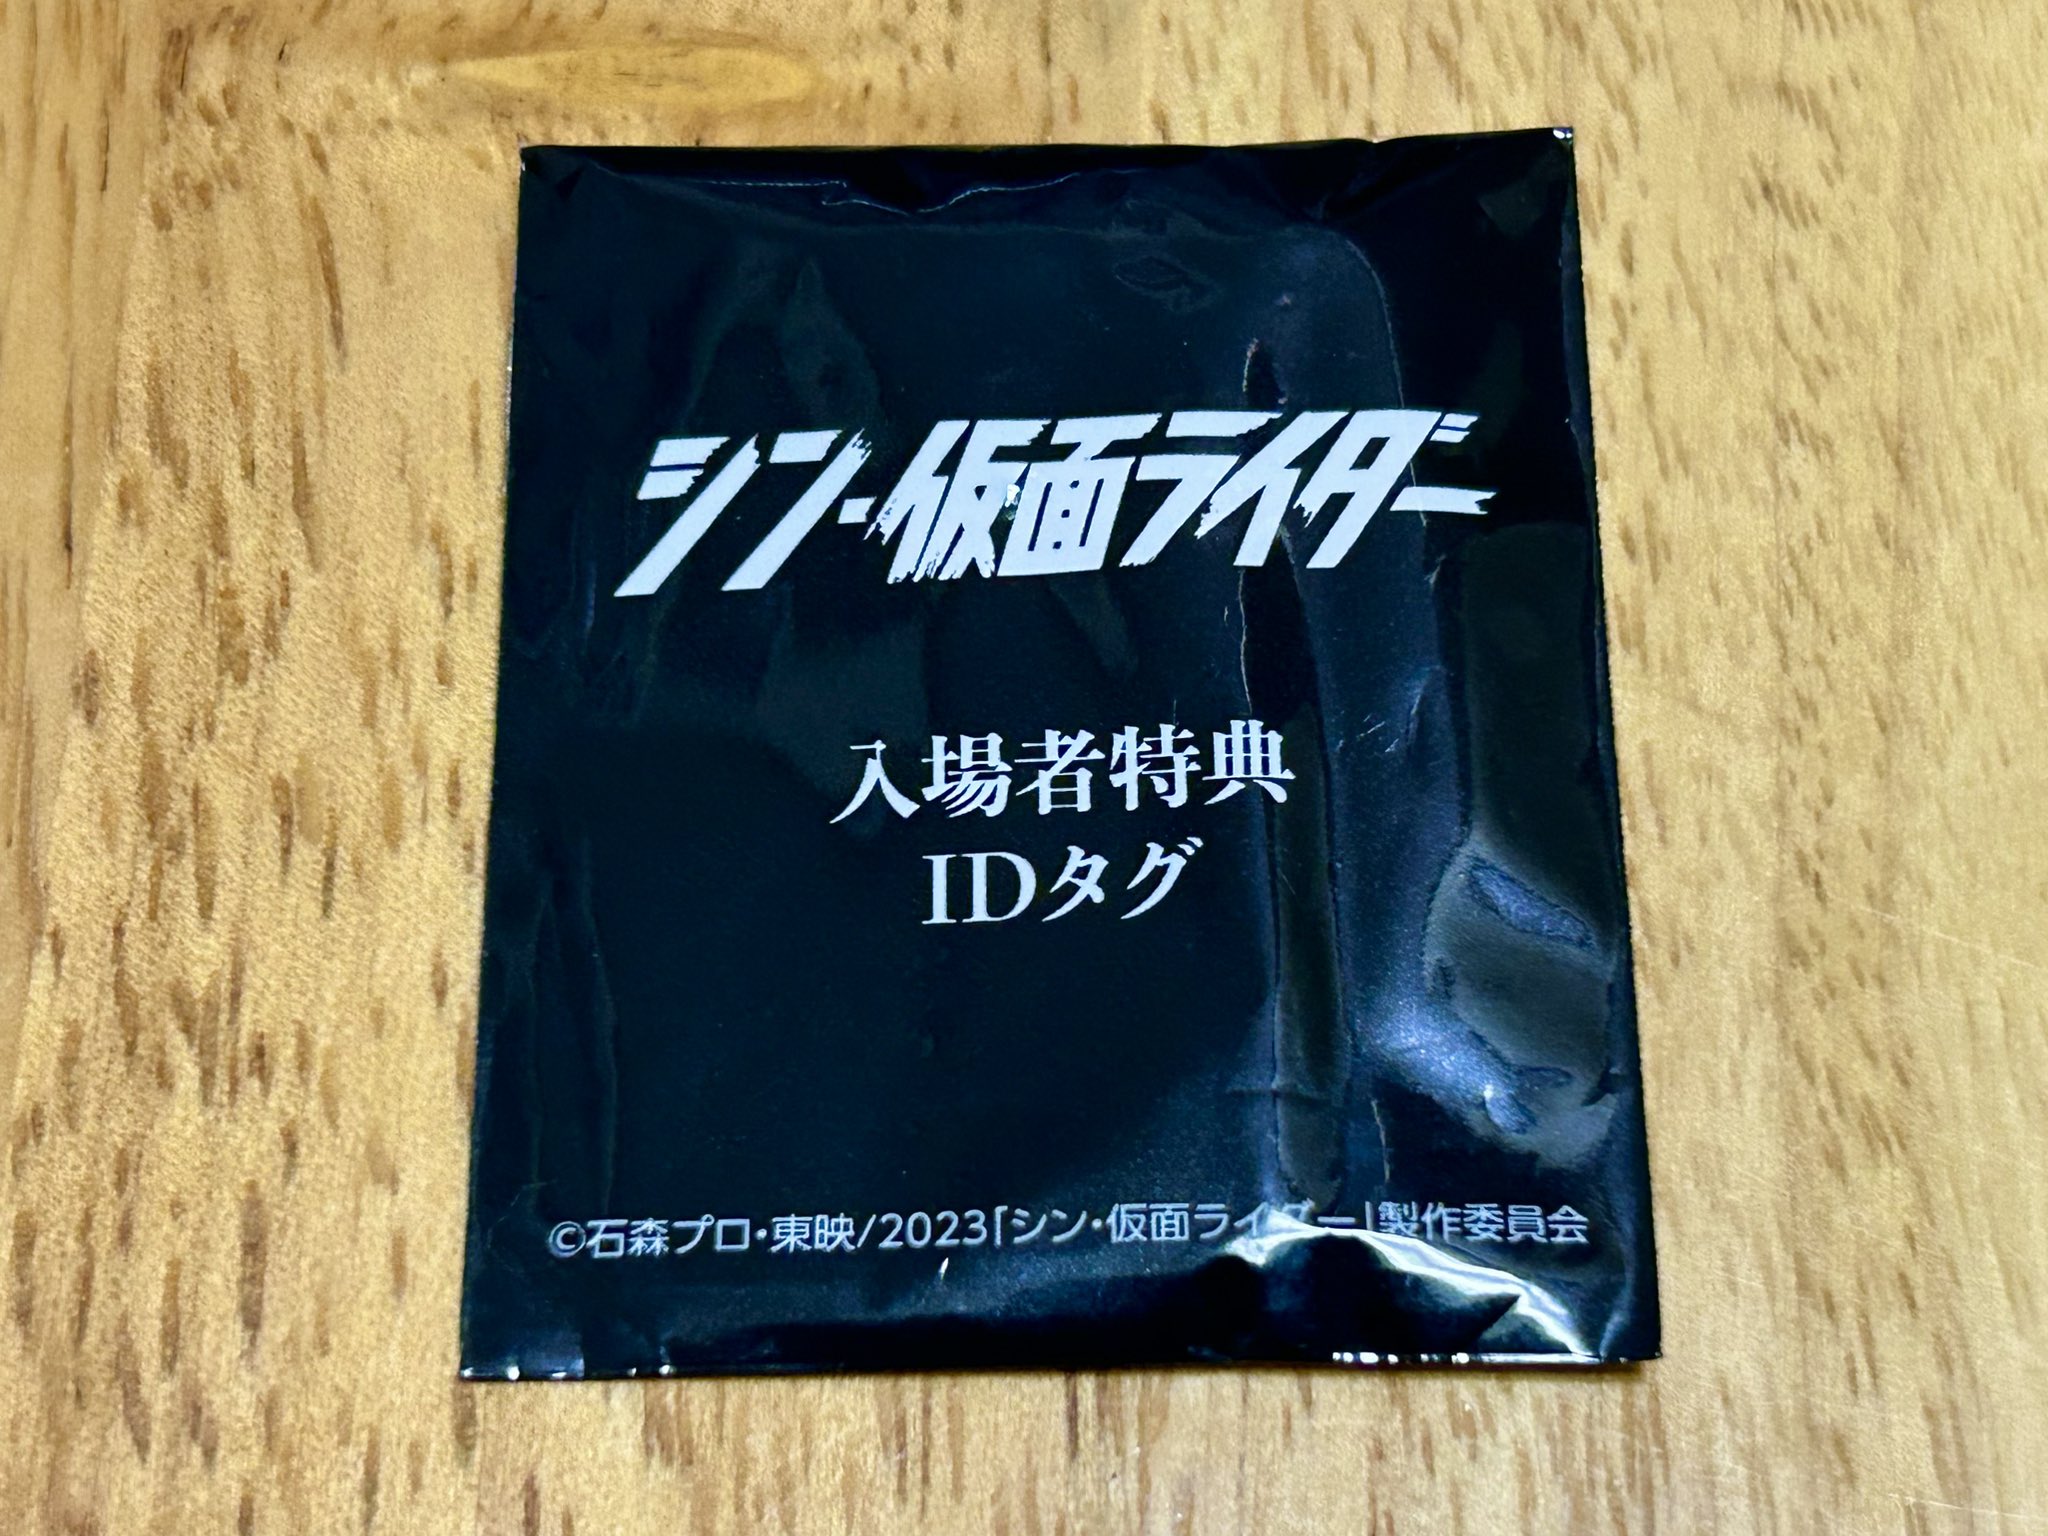 シン・仮面ライダー
入場者特典
IDタグ
©石森プロ・東映/2023「シン・仮面ライダー」製作委員会